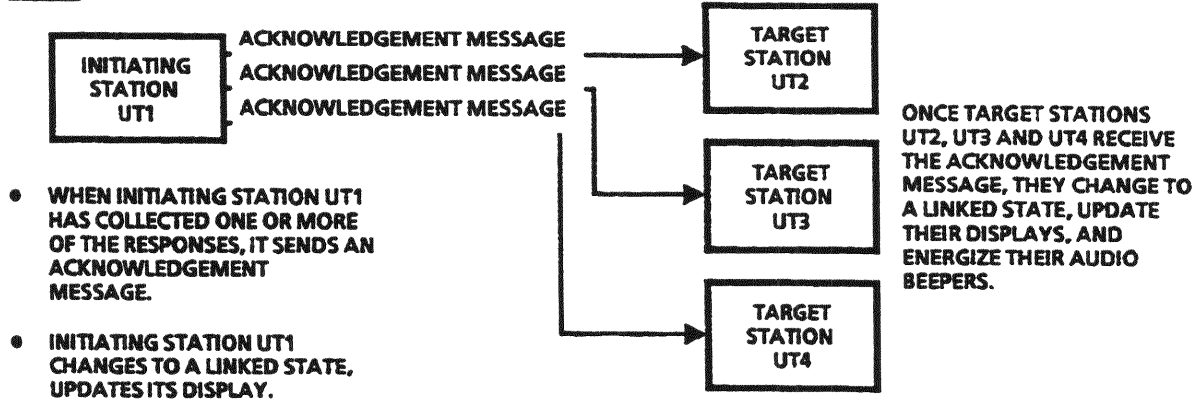 INITIATING
STATION
UT1
ACKNOWLEDGEMENT MESSAGE
ACKNOWLEDGEMENT MESSAGE
ACKNOWLEDGEMENT MESSAGE
TARGET
STATION
UT2
TARGET
STATION
UT3
TARGET
STATION
UT4
ONCE TARGET STATIONS
UT2, UT3 AND UT4 RECEIVE
THE ACKNOWLEDGEMENT
MESSAGE, THEY CHANGE TO
A LINKED STATE, UPDATE
THEIR DISPLAYS, AND
ENERGIZE THEIR AUDIO
BEEPERS.
• WHEN INITIATING STATION UT1
HAS COLLECTED ONE OR MORE
OF THE RESPONSES, IT SENDS AN
ACKNOWLEDGEMENT
MESSAGE.
• INITIATING STATION UT1
CHANGES TO A LINKED STATE,
UPDATES ITS DISPLAY.